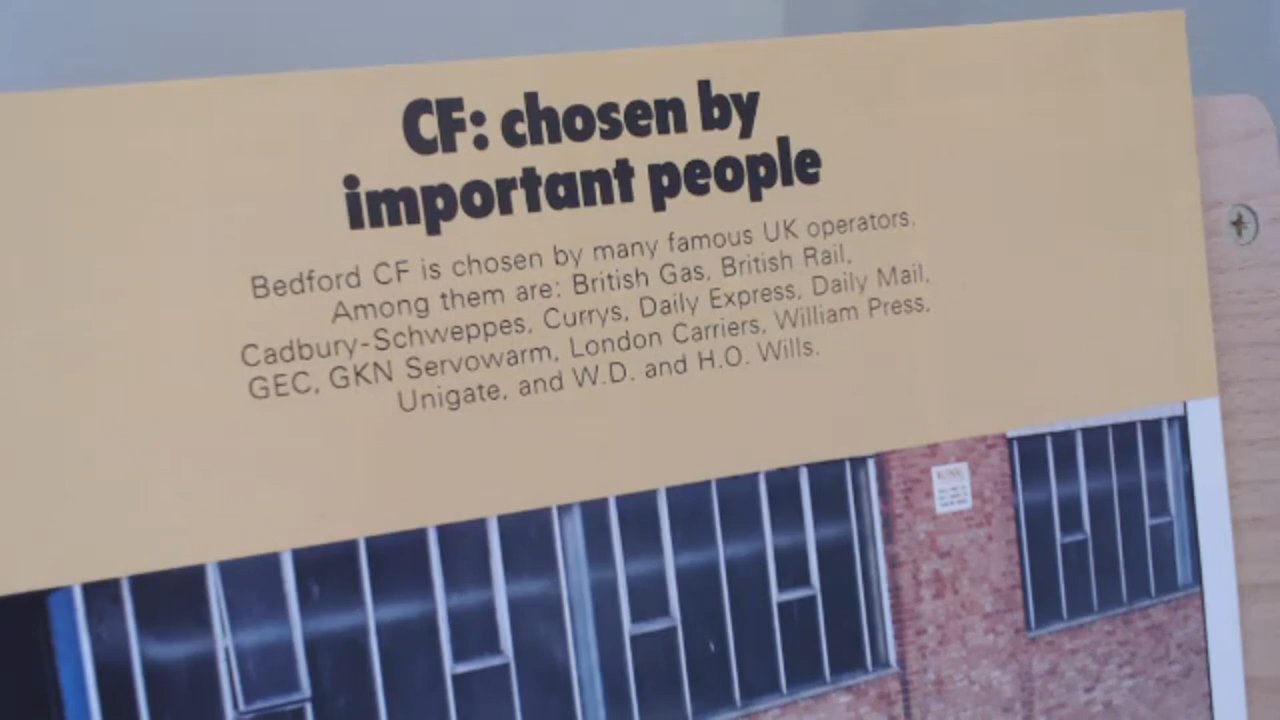 CF: chosen by
important people
Bedford CF is chosen by many famous UK operators.
Among them are: British Gas, British Rail,
Cadbury-Schweppes, Currys, Daily Express, Daily Mail,
GEC, GKN Servowarm, London Carriers, William Press,
Unigate, and W.D. and H.O. Wills.